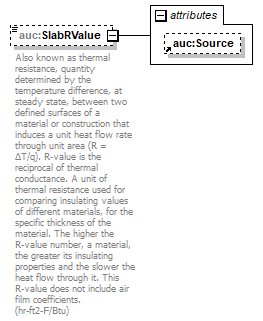 attributes
auc:SlabRValue
auc:Source
Also known as thermal
resistance, quantity
determined by the
temperature difference, at
steady state, between two
defined surfaces of a
material or construction that
induces a unit heat flow rate
through unit area (R =
ΔT/q). R-value is the
reciprocal of thermal
conductance. A unit of
thermal resistance used for
comparing insulating values
of different materials, for the
specific thickness of the
material. The higher the
R-value number, a material,
the greater its insulating
properties and the slower the
heat flow through it. This
R-value does not include air
film coefficients.
(hr-ft2-F/Btu)